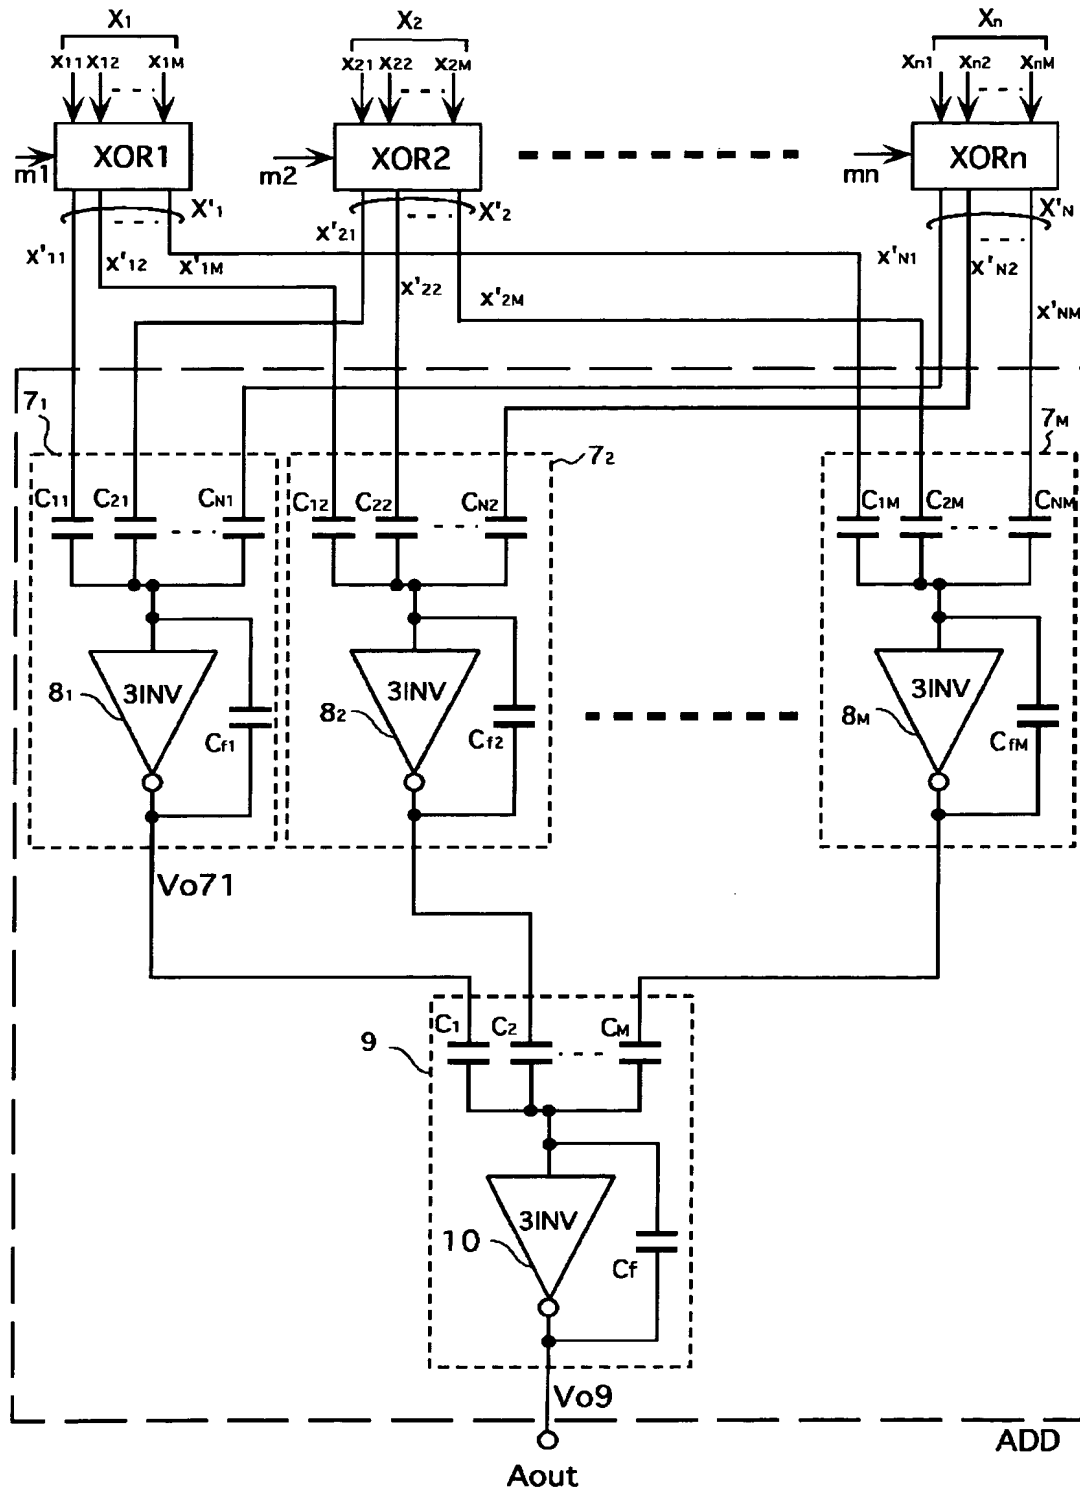 X1 X2 Xn
x11 x12 x1M x21 x22 x2M xn1 xn2 xnM
XOR1 XOR2 XORn
m1 m2 mn
X'1 X'2 X'N
x'11 x'12 x'1M x'21 x'22 x'2M x'N1 x'N2 x'NM
71 72 7M
C11 C21 CN1 C12 C22 CN2 C1M C2M CNM
3INV 3INV 3INV
81 82 8M
Cf1 Cf2 CfM
Vo71
9 C1 C2 CM
3INV
10 Cf
Vo9
ADD
Aout